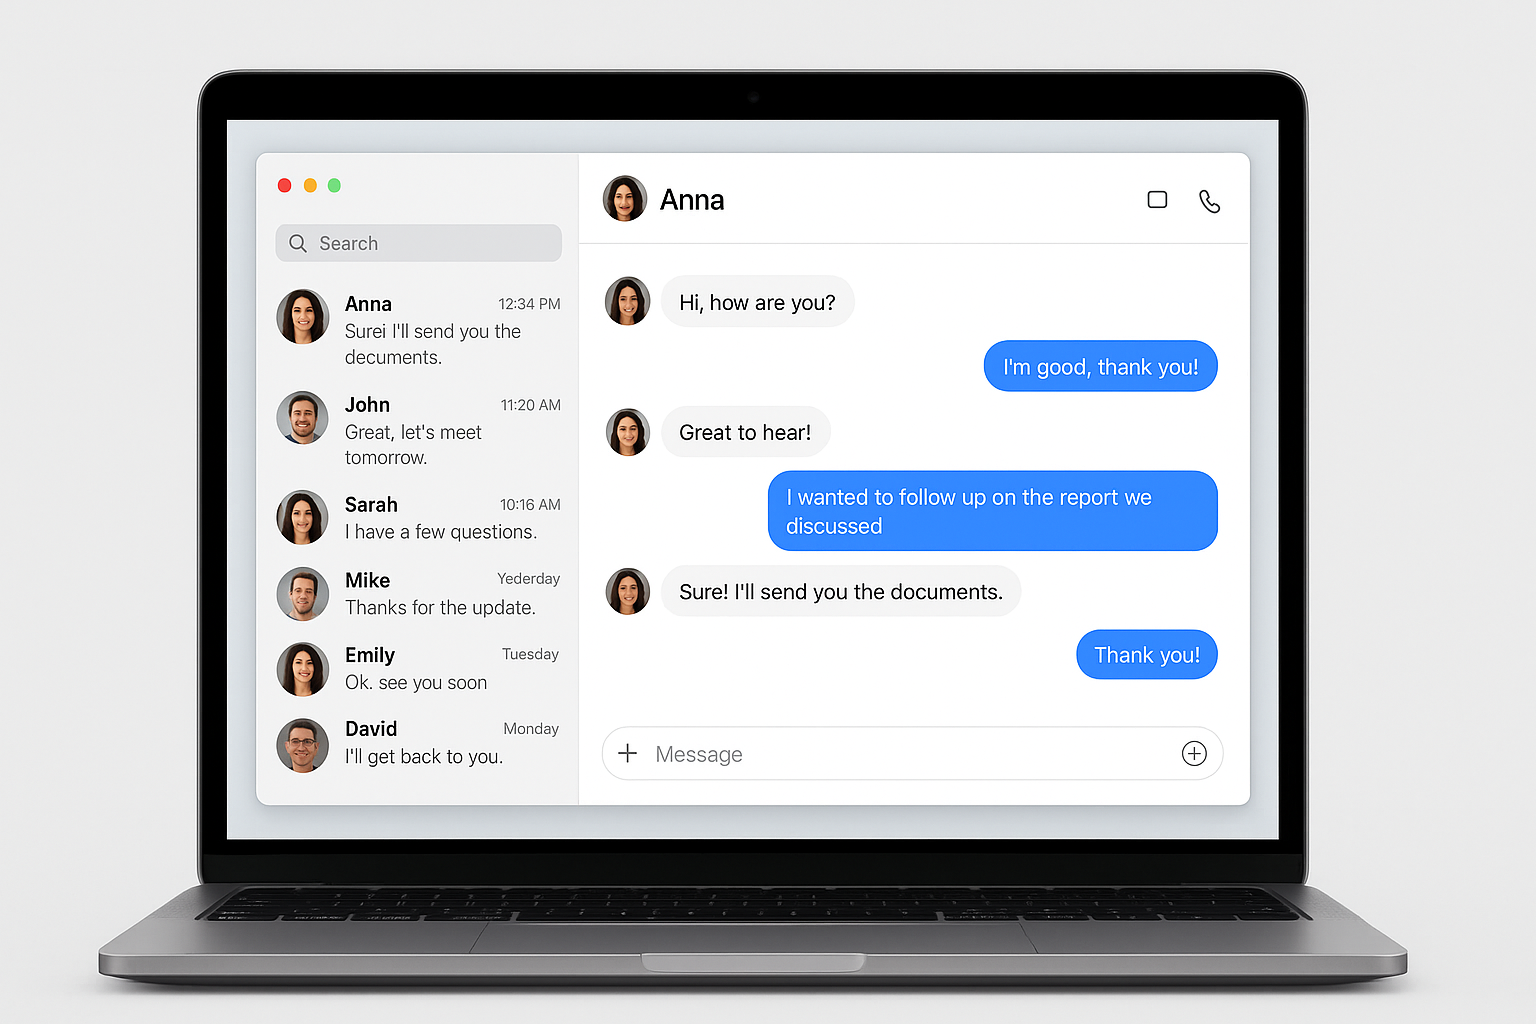 Search
Anna 12:34 PM
Surei I'll send you the
decuments.
John 11:20 AM
Great, let's meet
tomorrow.
Sarah 10:16 AM
I have a few questions.
Mike Yederday
Thanks for the update.
Emily Tuesday
Ok. see you soon
David Monday
I'll get back to you.
Anna
Hi, how are you?
I'm good, thank you!
Great to hear!
I wanted to follow up on the report we
discussed
Sure! I'll send you the documents.
Thank you!
Message